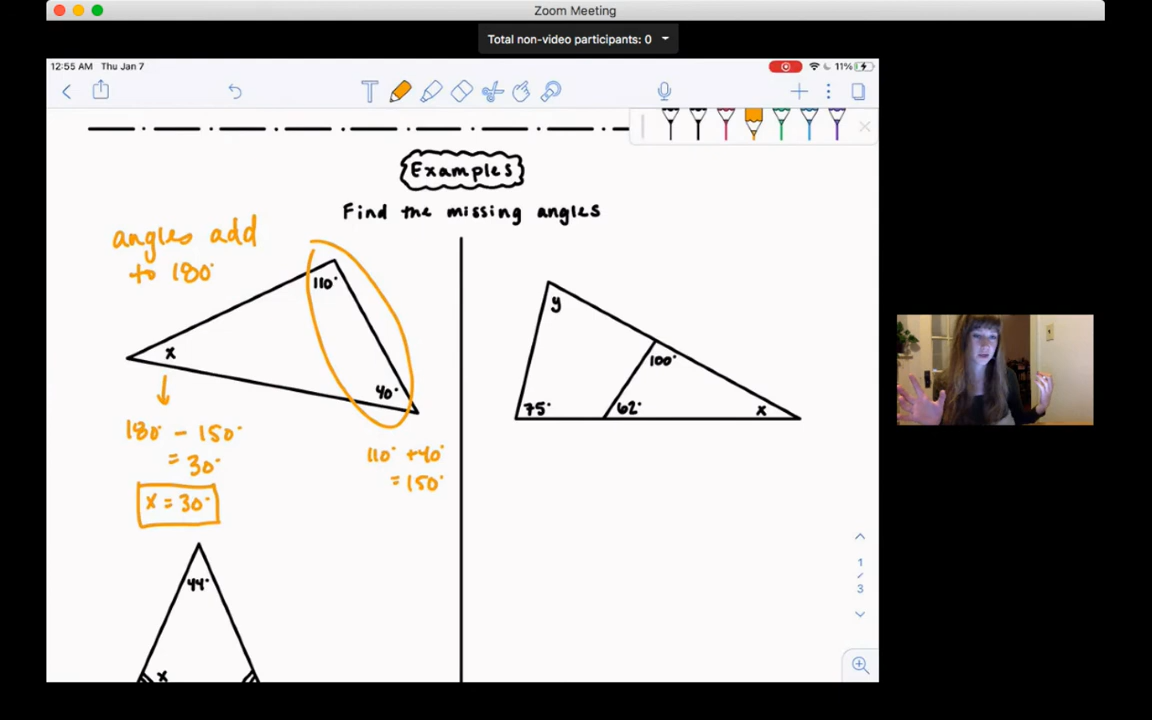 Zoom Meeting
Total non-video participants: 0
12:55 AM Thu Jan 7
11%
T
Examples
Find the missing angles
angles add
to 180°
110°
x
40°
180° - 150°
= 30°
x = 30°
110° + 40°
= 150°
y
100°
75°
62°
x
44°
x
1
/
3